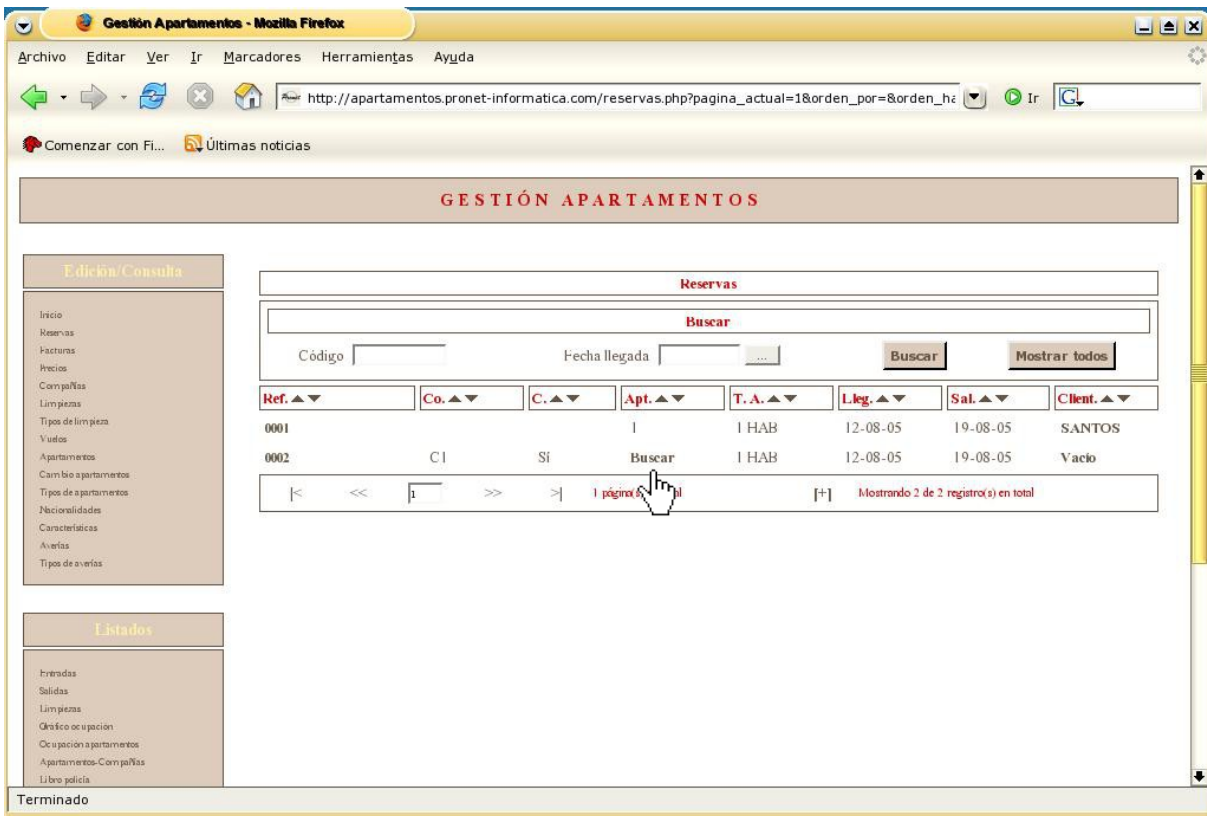 Gestión Apartamentos - Mozilla Firefox
Archivo Editar Ver Ir Marcadores Herramientas Ayuda
http://apartamentos.pronet-informatica.com/reservas.php?pagina_actual=1&orden_por=&orden_ha Ir G
Comenzar con Fi... Últimas noticias
GESTIÓN APARTAMENTOS
Edición/Consulta
Inicio
Reservas
Facturas
Precios
Compañías
Limpiezas
Tipos de limpieza
Vuelos
Apartamentos
Cambio apartamentos
Tipos de apartamentos
Nacionalidades
Características
Averías
Tipos de averías
Listados
Entradas
Salidas
Limpiezas
Gráfico ocupación
Ocupación apartamentos
Apartamentos-Compañías
Libro policía
Reservas
Buscar
Código Fecha llegada ... Buscar Mostrar todos
Ref. Co. C. Apt. T. A. Lleg. Sal. Client.
0001 1 1 HAB 12-08-05 19-08-05 SANTOS
0002 C1 Sí Buscar 1 HAB 12-08-05 19-08-05 Vacio
|< << 1 >> >| 1 [+] Mostrando 2 de 2 registro(s) en total
Terminado